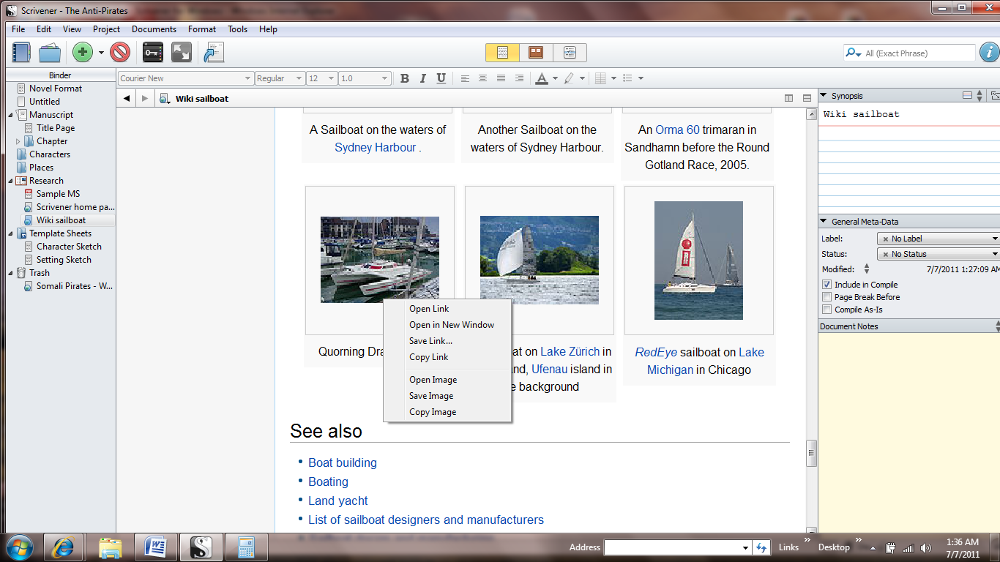 Scrivener - The Anti-Pirates
File Edit View Project Documents Format Tools Help
All (Exact Phrase)
Binder
Novel Format
Untitled
Manuscript
Title Page
Chapter
Characters
Places
Research
Sample MS
Scrivener home pa...
Wiki sailboat
Template Sheets
Character Sketch
Setting Sketch
Trash
Somali Pirates - W...
Courier New Regular 12 1.0 B I U A
Wiki sailboat
A Sailboat on the waters of
Sydney Harbour .
Another Sailboat on the
waters of Sydney Harbour.
An Orma 60 trimaran in
Sandhamn before the Round
Gotland Race, 2005.
Quorning Dra
at on Lake Zürich in
nd, Ufenau island in
e background
RedEye sailboat on Lake
Michigan in Chicago
Open Link
Open in New Window
Save Link...
Copy Link
Open Image
Save Image
Copy Image
See also
Boat building
Boating
Land yacht
List of sailboat designers and manufacturers
Synopsis
Wiki sailboat
General Meta-Data
Label: No Label
Status: No Status
Modified: 7/7/2011 1:27:09 AM
Include in Compile
Page Break Before
Compile As-Is
Document Notes
Address Links Desktop
1:36 AM
7/7/2011